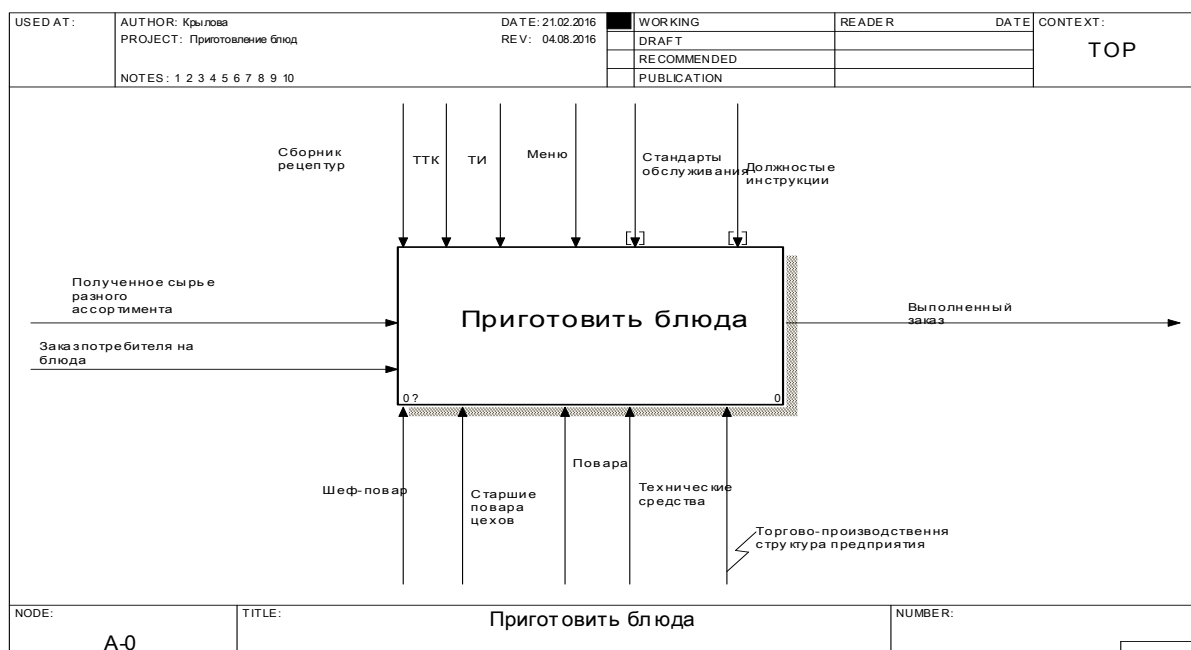 USED AT:
AUTHOR: Крылова
DATE: 21.02.2016
WORKING
READER
DATE
CONTEXT:
PROJECT: Приготовление блюд
REV: 04.08.2016
DRAFT
TOP
RECOMMENDED
NOTES: 1 2 3 4 5 6 7 8 9 10
PUBLICATION
Сборник
рецептур
ТТК
ТИ
Меню
Стандарты
обслуживания
Должностые
инструкции
Полученное сырье
разного
ассортимента
Приготовить блюда
Выполненный
заказ
Заказ потребителя на
блюда
0 ?
0
Шеф-повар
Старшие
повара
цехов
Повара
Технические
средства
Торгово-производствення
структура предприятия
NODE:
TITLE:
Приготовить блюда
NUMBER:
A-0